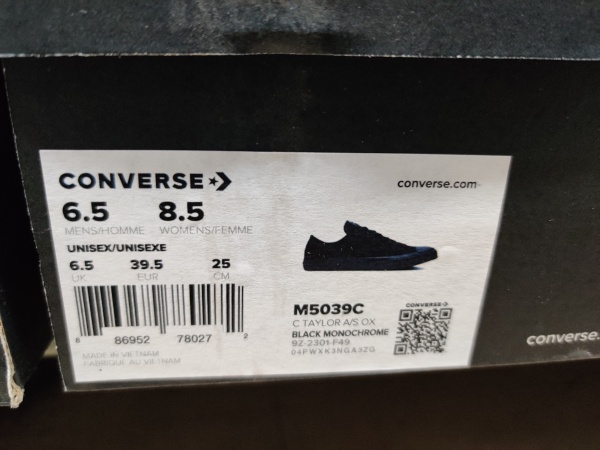 CONVERSE
converse.com
6.5 8.5
MENS/HOMME WOMENS/FEMME
UNISEX/UNISEXE
6.5 39.5 25
UK EUR CM
6 86952 78027 2
MADE IN VIETNAM
FABRIQUÉ AU VIETNAM
M5039C
C TAYLOR A/S OX
BLACK MONOCHROME
9Z-2301-F49
04PWXK3NGA3ZG
CONVERSE
converse.